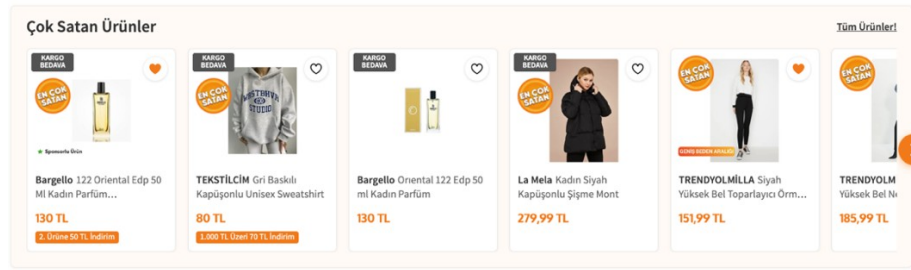 Çok Satan Ürünler
Tüm Ürünler!
KARGO
BEDAVA
EN ÇOK
SATAN
Sponsorlu Ürün
Bargello 122 Oriental Edp 50
Ml Kadın Parfüm...
130 TL
2. Ürüne 50 TL İndirim
KARGO
BEDAVA
EN ÇOK
SATAN
STUDIO
TEKSTİLCİM Gri Baskılı
Kapüşonlu Unisex Sweatshirt
80 TL
1.000 TL Üzeri 70 TL İndirim
KARGO
BEDAVA
Bargello Oriental 122 Edp 50
ml Kadın Parfüm
130 TL
KARGO
BEDAVA
EN ÇOK
SATAN
La Mela Kadın Siyah
Kapüşonlu Şişme Mont
279,99 TL
EN ÇOK
SATAN
GENİŞ BEDEN ARALIĞI
TRENDYOLMİLLA Siyah
Yüksek Bel Toparlayıcı Örm...
151,99 TL
EN ÇOK
SATAN
TRENDYOLM
Yüksek Bel
185,99 TL